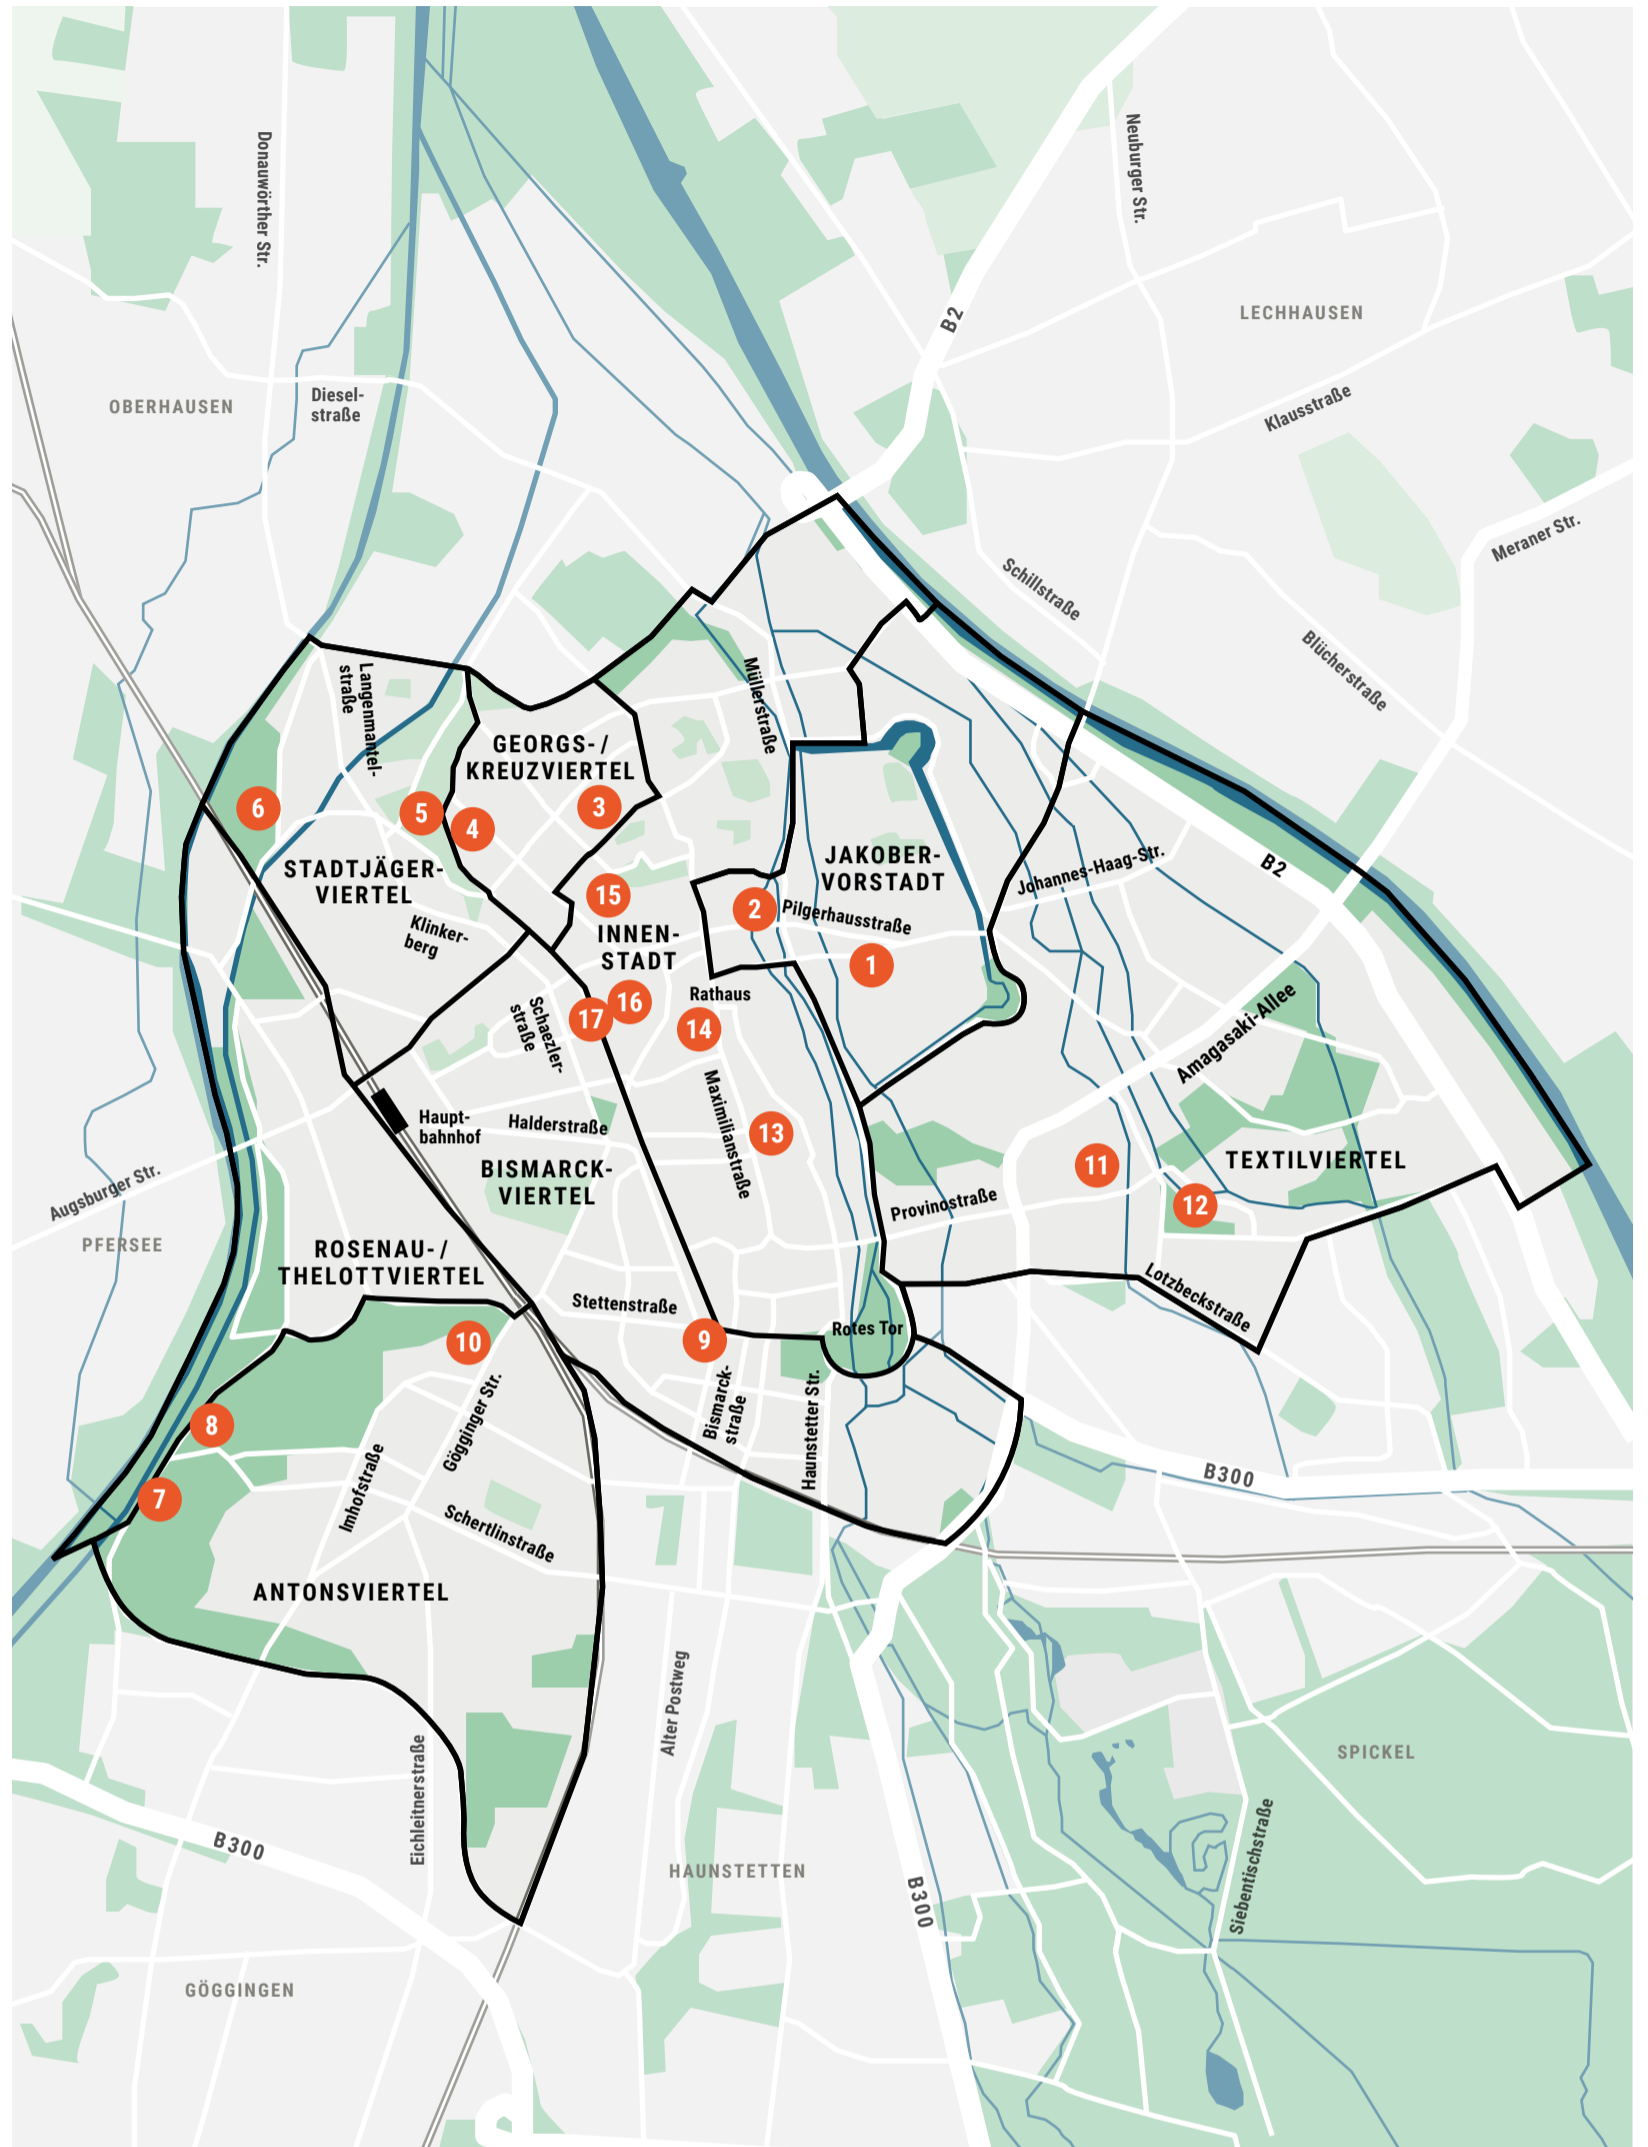 Donauwörther Str.
Neuburger Str.
B2
LECHHAUSEN
OBERHAUSEN
Diesel-
straße
Klausstraße
Meraner Str.
Schillstraße
Blücherstraße
Langenmantel-
straße
Müllerstraße
GEORGS-/
KREUZVIERTEL
6
5
4
3
STADTJÄGER-
VIERTEL
JAKOBER-
VORSTADT
Johannes-Haag-Str.
B2
15
2
Pilgerhausstraße
Klinker-
berg
INNEN-
STADT
1
Rathaus
16
17
14
Schaezler-
straße
Amagasaki-Allee
Haupt-
bahnhof
Halderstraße
Maximilianstraße
13
BISMARCK-
VIERTEL
11
TEXTILVIERTEL
12
Provinostraße
Augsburger Str.
PFERSEE
ROSENAU-/
THELOTTVIERTEL
Lotzbeckstraße
Stettenstraße
10
9
Rotes Tor
Bismarck-
straße
Haunstetter Str.
Gögginger Str.
8
Imhofstraße
7
B300
Schertlinstraße
ANTONSVIERTEL
Alter Postweg
Eichleitnerstraße
SPICKEL
B300
HAUNSTETTEN
B300
Siebentischstraße
GÖGGINGEN